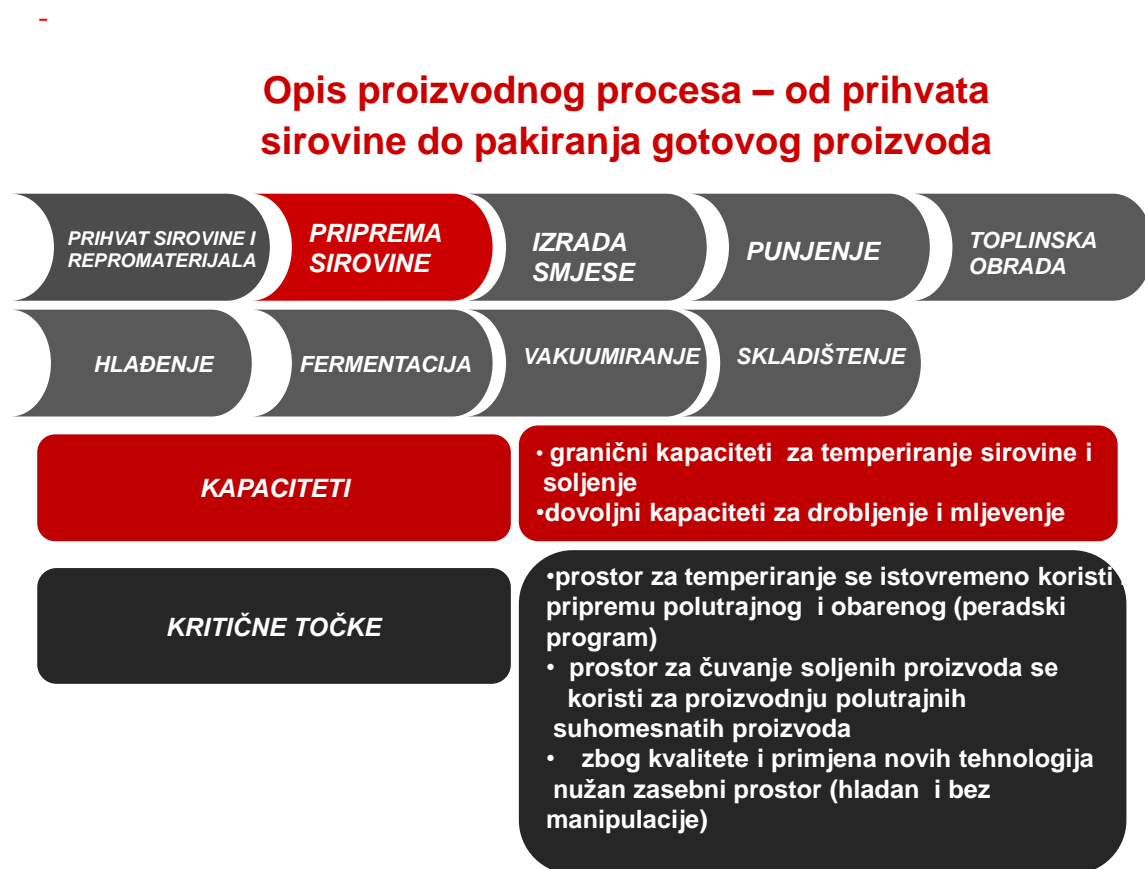 -
Opis proizvodnog procesa – od prihvata
sirovine do pakiranja gotovog proizvoda
PRIHVAT SIROVINE I
REPROMATERIJALA
PRIPREMA
SIROVINE
IZRADA
SMJESE
PUNJENJE
TOPLINSKA
OBRADA
HLAĐENJE
FERMENTACIJA
VAKUUMIRANJE
SKLADIŠTENJE
KAPACITETI
• granični kapaciteti za temperiranje sirovine i
soljenje
•dovoljni kapaciteti za drobljenje i mljevenje
KRITIČNE TOČKE
•prostor za temperiranje se istovremeno koristi
pripremu polutrajnog i obarenog (peradski
program)
• prostor za čuvanje soljenih proizvoda se
koristi za proizvodnju polutrajnih
suhomesnatih proizvoda
• zbog kvalitete i primjena novih tehnologija
nužan zasebni prostor (hladan i bez
manipulacije)